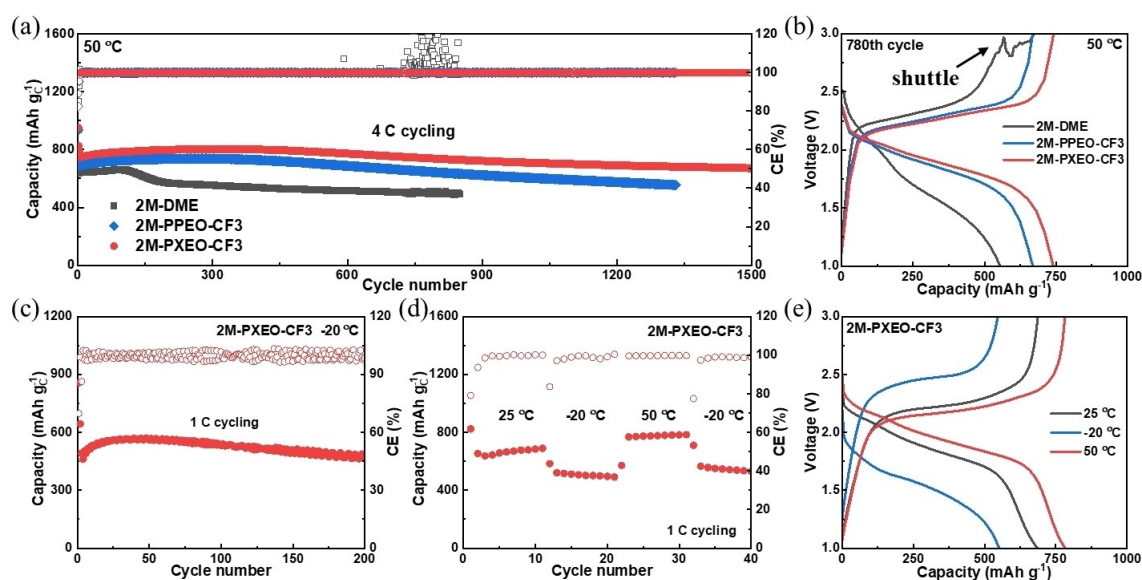 (a)
50 °C
4 C cycling
2M-DME
2M-PPEO-CF3
2M-PXEO-CF3
Capacity (mAh g_C^-1)
1600
1200
800
400
0
CE (%)
120
100
80
60
40
20
0
0 300 600 900 1200 1500
Cycle number
(b)
780th cycle 50 °C
shuttle
2M-DME
2M-PPEO-CF3
2M-PXEO-CF3
Voltage (V)
3.0
2.5
2.0
1.5
1.0
0 250 500 750 1000
Capacity (mAh g⁻¹)
(c)
2M-PXEO-CF3 -20 °C
1 C cycling
Capacity (mAh g_C^-1)
1200
900
600
300
0
CE (%)
120
90
60
30
0
0 50 100 150 200
Cycle number
(d)
2M-PXEO-CF3
25 °C -20 °C 50 °C -20 °C
1 C cycling
Capacity (mAh g_C^-1)
1600
1200
800
400
0
CE (%)
120
100
80
60
40
20
0
0 10 20 30 40
Cycle number
(e)
2M-PXEO-CF3
25 °C
-20 °C
50 °C
Voltage (V)
3.0
2.5
2.0
1.5
1.0
0 250 500 750 1000
Capacity (mAh g⁻¹)